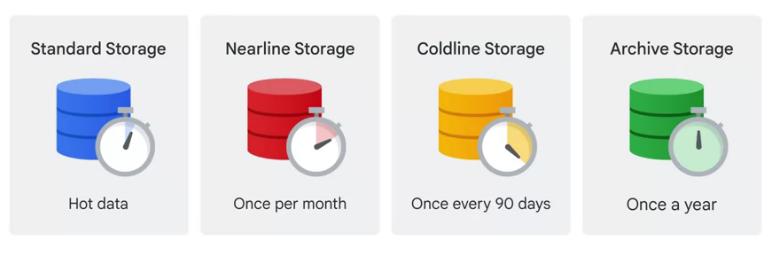 Standard Storage
Nearline Storage
Coldline Storage
Archive Storage
Hot data
Once per month
Once every 90 days
Once a year